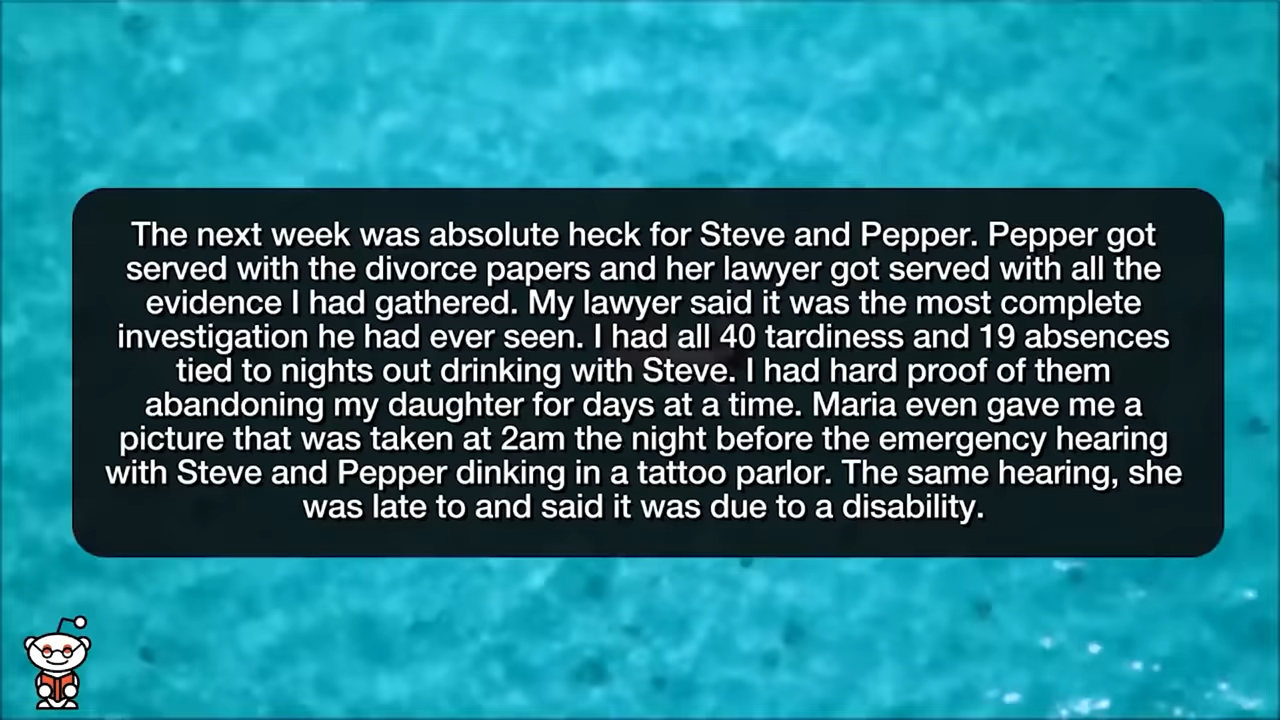 The next week was absolute heck for Steve and Pepper. Pepper got
served with the divorce papers and her lawyer got served with all the
evidence I had gathered. My lawyer said it was the most complete
investigation he had ever seen. I had all 40 tardiness and 19 absences
tied to nights out drinking with Steve. I had hard proof of them
abandoning my daughter for days at a time. Maria even gave me a
picture that was taken at 2am the night before the emergency hearing
with Steve and Pepper dinking in a tattoo parlor. The same hearing, she
was late to and said it was due to a disability.